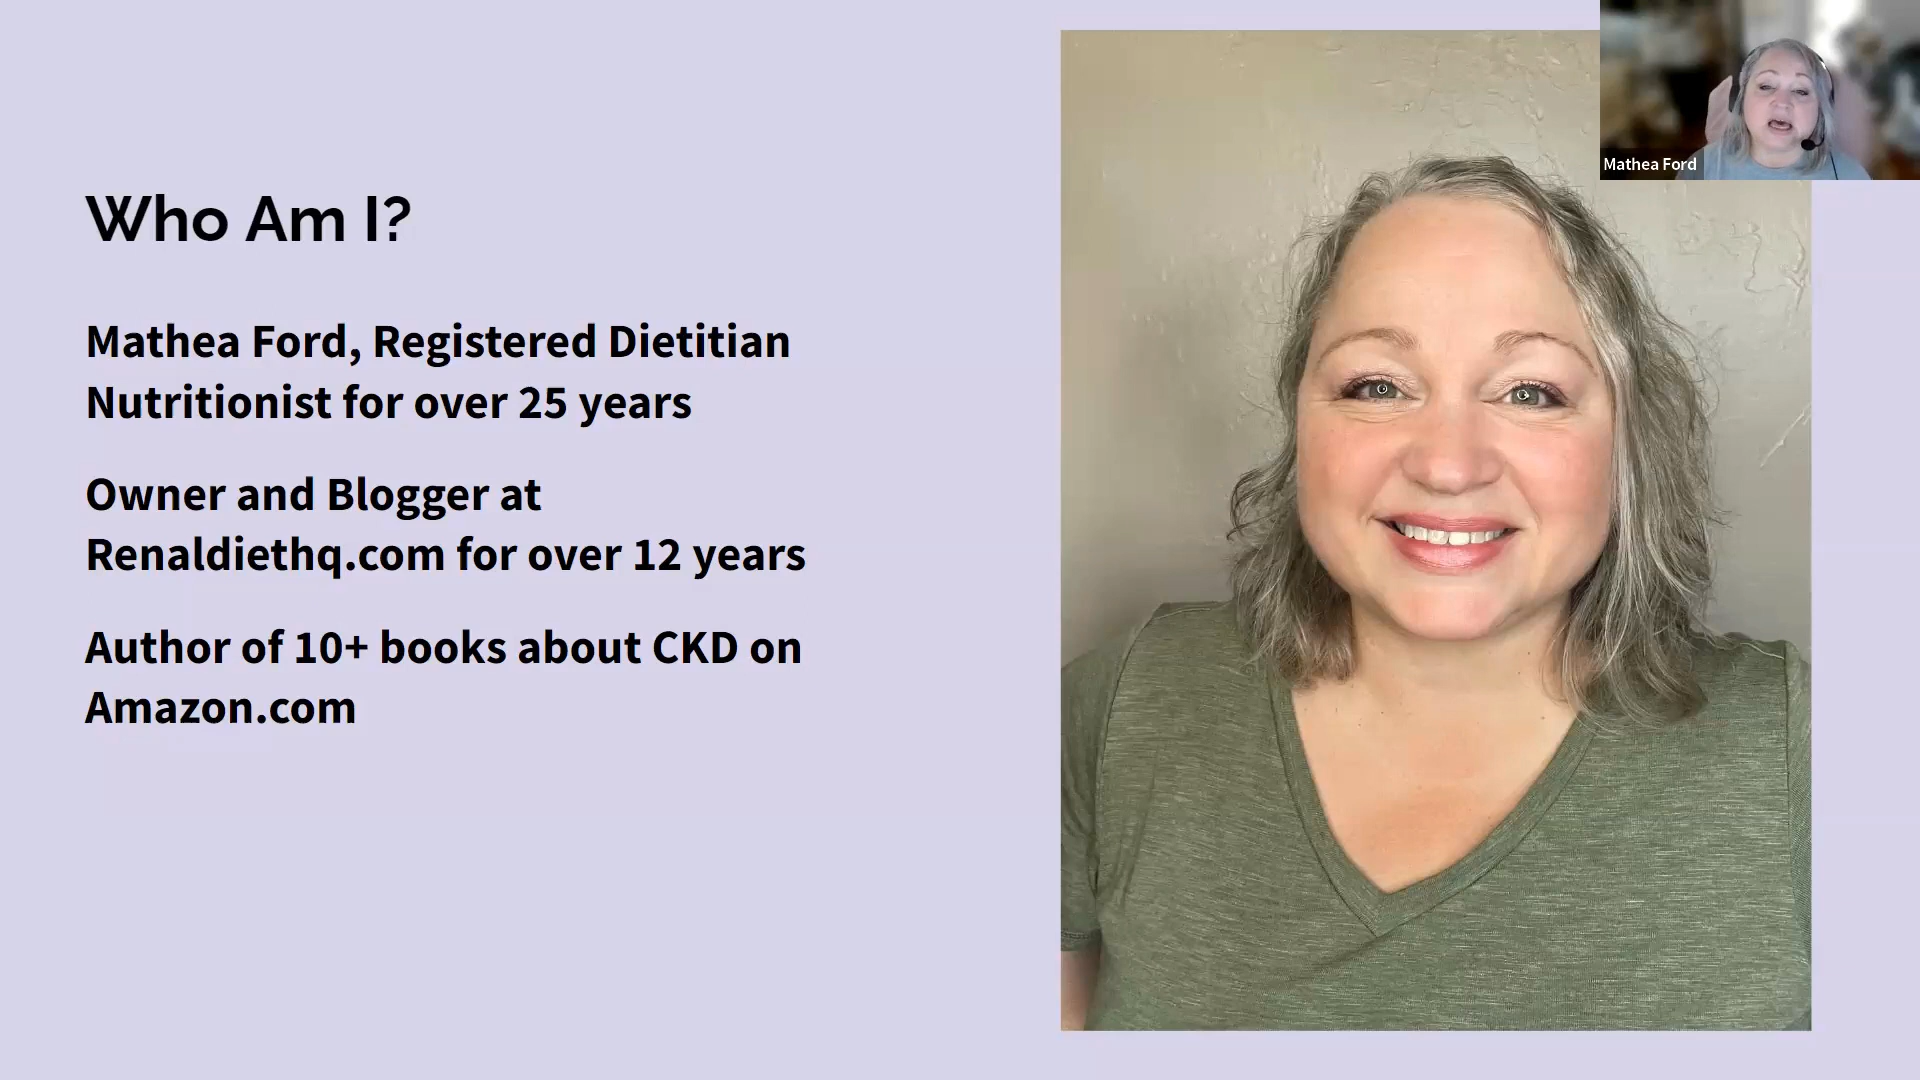 Who Am I?
Mathea Ford, Registered Dietitian
Nutritionist for over 25 years
Owner and Blogger at
Renaldiethq.com for over 12 years
Author of 10+ books about CKD on
Amazon.com
Mathea Ford